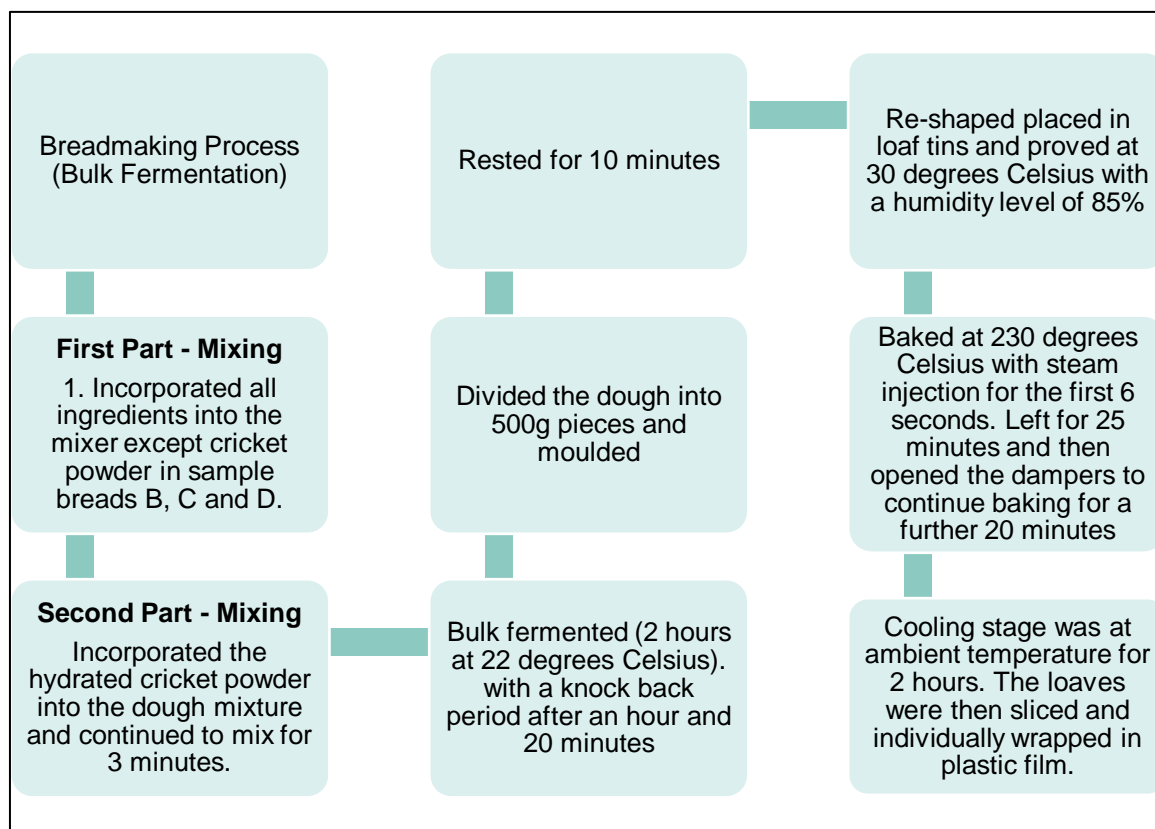 Breadmaking Process
(Bulk Fermentation)
First Part - Mixing
1. Incorporated all
ingredients into the
mixer except cricket
powder in sample
breads B, C and D.
Second Part - Mixing
Incorporated the
hydrated cricket powder
into the dough mixture
and continued to mix for
3 minutes.
Bulk fermented (2 hours
at 22 degrees Celsius).
with a knock back
period after an hour and
20 minutes
Divided the dough into
500g pieces and
moulded
Rested for 10 minutes
Re-shaped placed in
loaf tins and proved at
30 degrees Celsius with
a humidity level of 85%
Baked at 230 degrees
Celsius with steam
injection for the first 6
seconds. Left for 25
minutes and then
opened the dampers to
continue baking for a
further 20 minutes
Cooling stage was at
ambient temperature for
2 hours. The loaves
were then sliced and
individually wrapped in
plastic film.